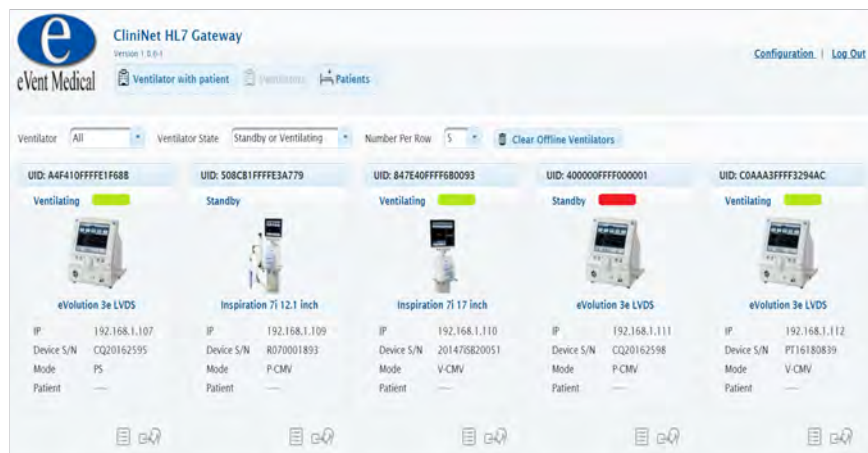 e
eVent Medical
CliniNet HL7 Gateway
Version 1.0.0-1
Configuration | Log Out
Ventilator with patient Ventilators Patients
Ventilator All Ventilator State Standby or Ventilating Number Per Row 5 Clear Offline Ventilators
UID: A4F410FFFFE1F688 UID: 508CB1FFFFE3A779 UID: 847E40FFFF6B0093 UID: 400000FFFF000001 UID: C0AAA3FFFF3294AC
Ventilating Standby Ventilating Standby Ventilating
eVolution 3e LVDS Inspiration 7i 12.1 inch Inspiration 7i 17 inch eVolution 3e LVDS eVolution 3e LVDS
IP 192.168.1.107 IP 192.168.1.109 IP 192.168.1.110 IP 192.168.1.111 IP 192.168.1.112
Device S/N CQ20162595 Device S/N R070001893 Device S/N Device S/N CQ20162598 Device S/N PT16180839
Mode PS Mode P-CMV Mode V-CMV Mode P-CMV Mode V-CMV
Patient ---- Patient ---- Patient ---- Patient ---- Patient ----